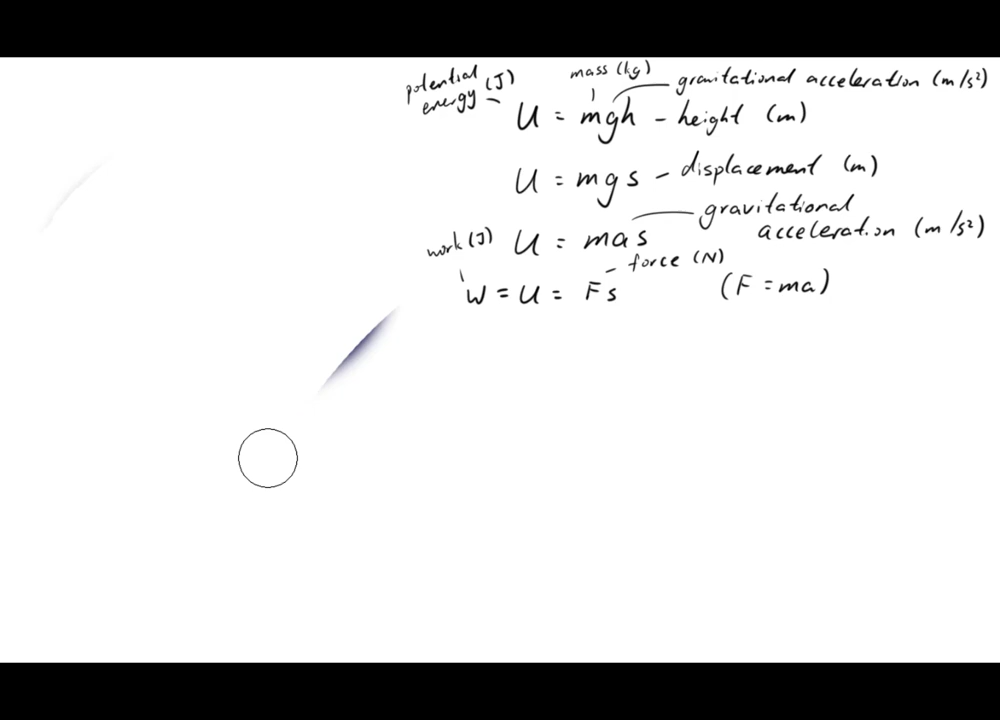 potential energy (J)
mass (kg)
gravitational acceleration (m/s²)
U = mgh - height (m)
U = mgs - displacement (m)
gravitational acceleration (m/s²)
work (J)
U = mas
force (N)
W = U = Fs (F = ma)